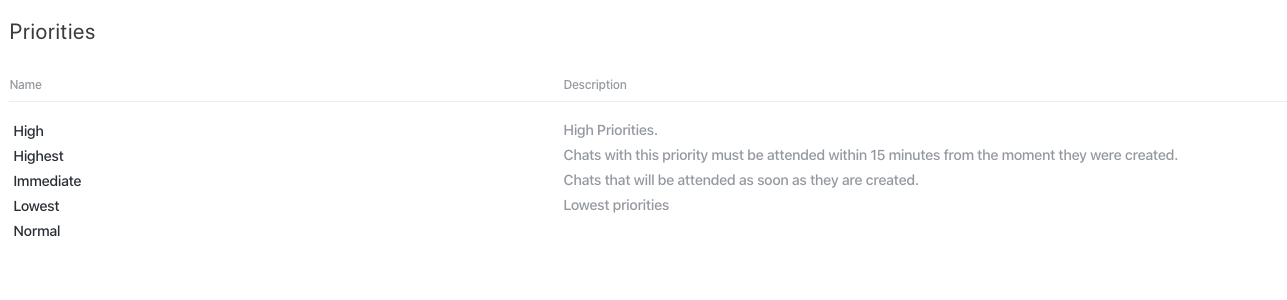 Priorities
Name Description
High High Priorities.
Highest Chats with this priority must be attended within 15 minutes from the moment they were created.
Immediate Chats that will be attended as soon as they are created.
Lowest Lowest priorities
Normal